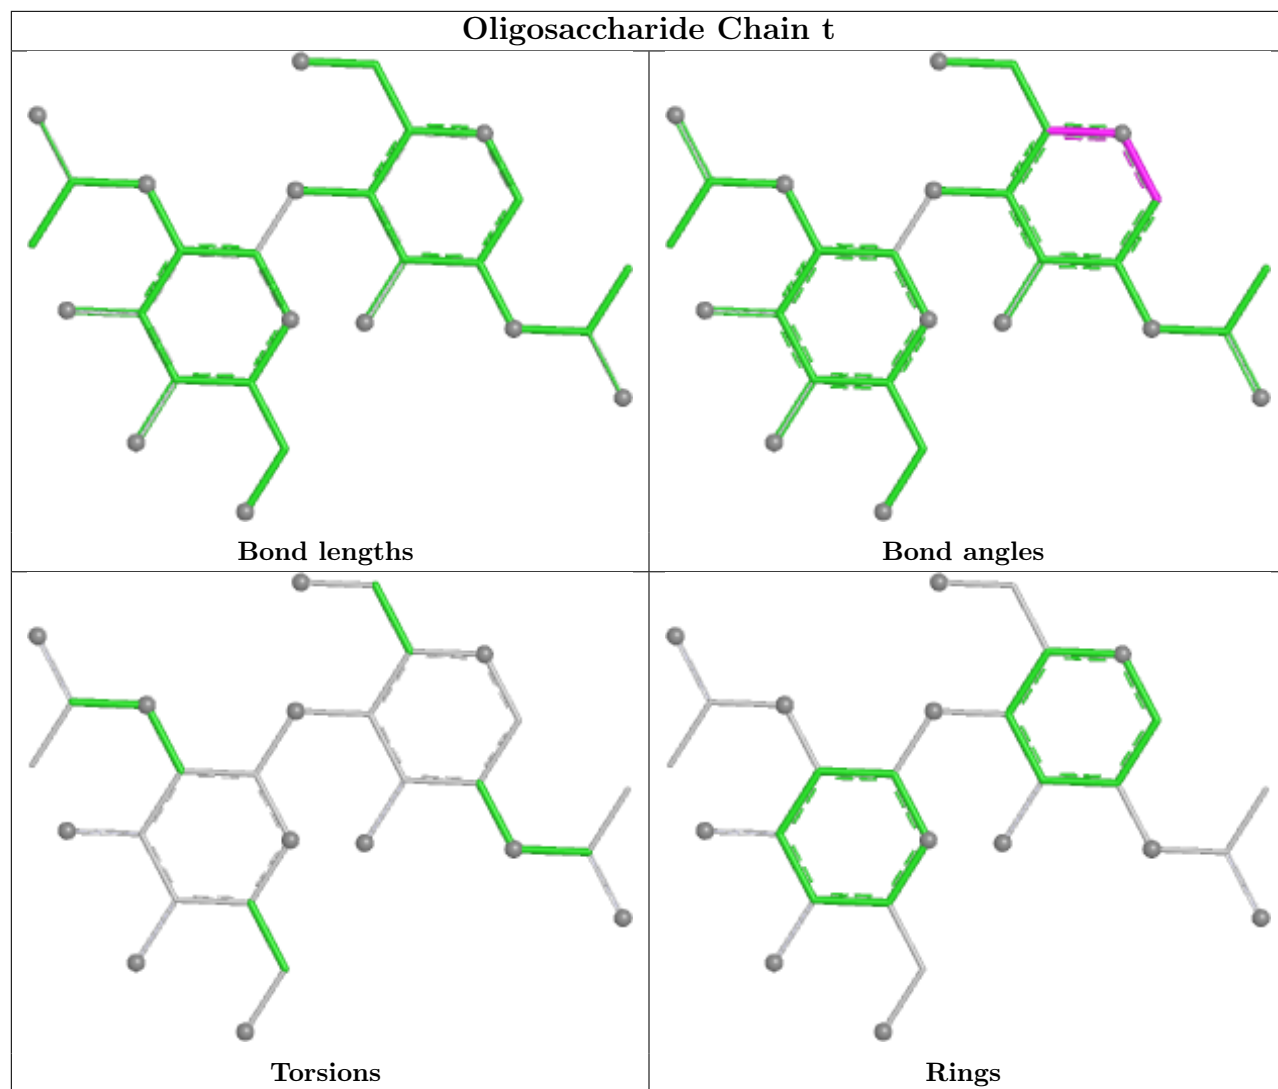 Oligosaccharide Chain t
Bond lengths
Bond angles
Torsions
Rings